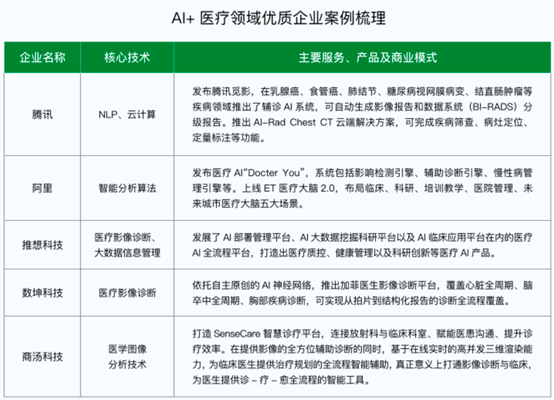 AI+ 医疗领域优质企业案例梳理
企业名称 核心技术 主要服务、产品及商业模式
腾讯 NLP、云计算
发布腾讯觅影,在乳腺癌、食管癌、肺结节、糖尿病视网膜病变、结直肠肿瘤等
疾病领域推出了辅诊 AI 系统,可自动生成影像报告和数据系统(BI-RADS)分
级报告。推出 AI-Rad Chest CT 云端解决方案,可完成疾病筛查、病灶定位、
定量标注等功能。
阿里 智能分析算法
发布医疗 AI“Docter You”,系统包括影响检测引擎、辅助诊断引擎、慢性病管
理引擎等。上线 ET 医疗大脑 2.0,布局临床、科研、培训教学、医院管理、未
来城市医疗大脑五大场景。
推想科技
医疗影像诊断、
大数据信息管理
发展了 AI 部署管理平台、AI 大数据挖掘科研平台以及 AI 临床应用平台在内的医疗
AI 全流程平台,打造出医疗质控、健康管理以及科研创新等医疗 AI 产品。
数坤科技 医疗影像诊断
依托自主原创的 AI 神经网络,推出加菲医生影像诊断平台,覆盖心脏全周期、脑
卒中全周期、胸部疾病诊断,可实现从拍片到结构化报告的诊断全流程覆盖。
商汤科技
医学图像
分析技术
打造 SenseCare 智慧诊疗平台,连接放射科与临床科室、赋能医患沟通、提升诊
疗效率。在提供影像的全方位辅助诊断的同时,基于在线实时的高并发三维渲染能
力,为临床医生提供治疗规划的全流程智能辅助,真正意义上打通影像诊断与临床,
为医生提供诊 – 疗 – 愈全流程的智能工具。